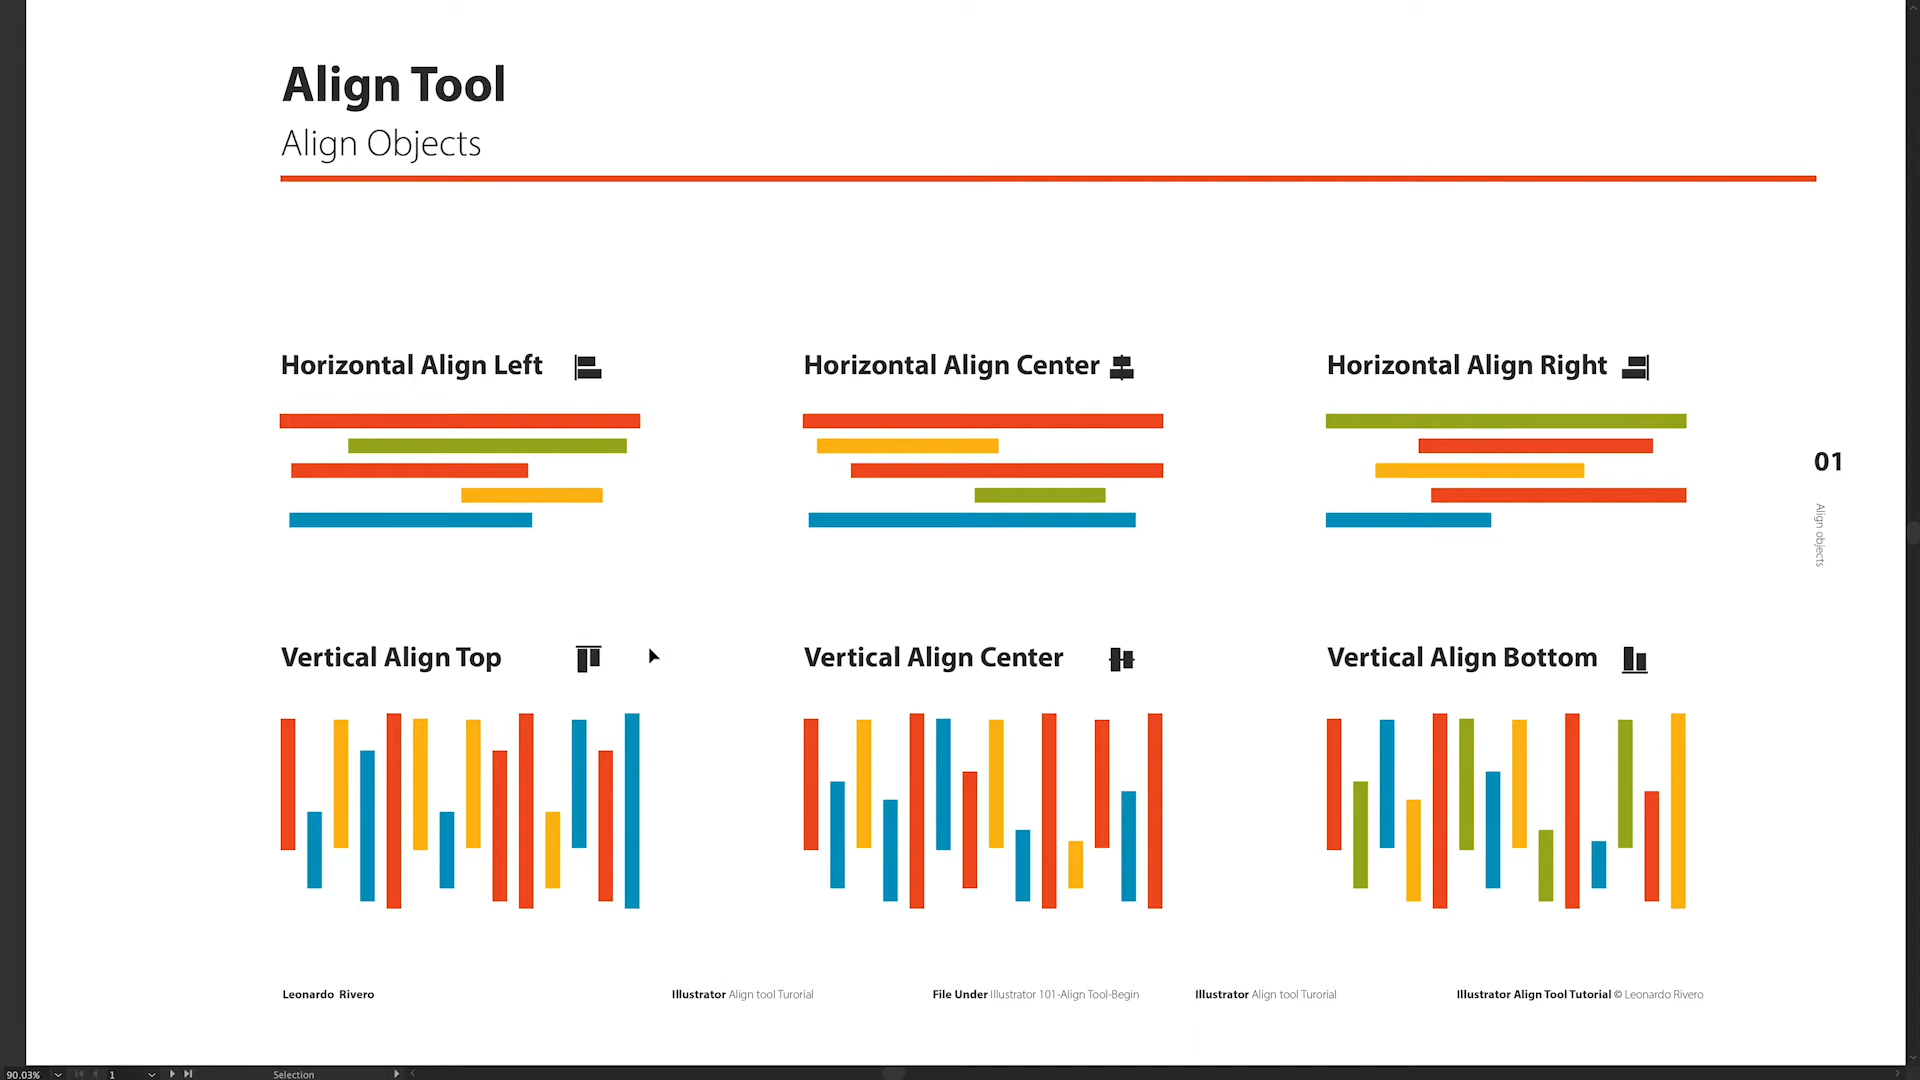 Align Tool
Align Objects
Horizontal Align Left
Horizontal Align Center
Horizontal Align Right
01
Align objects
Vertical Align Top
Vertical Align Center
Vertical Align Bottom
Leonardo Rivero
Illustrator Align tool Turorial
File Under Illustrator 101-Align Tool-Begin
Illustrator Align tool Turorial
Illustrator Align Tool Tutorial © Leonardo Rivero
90.03%
1
Selection